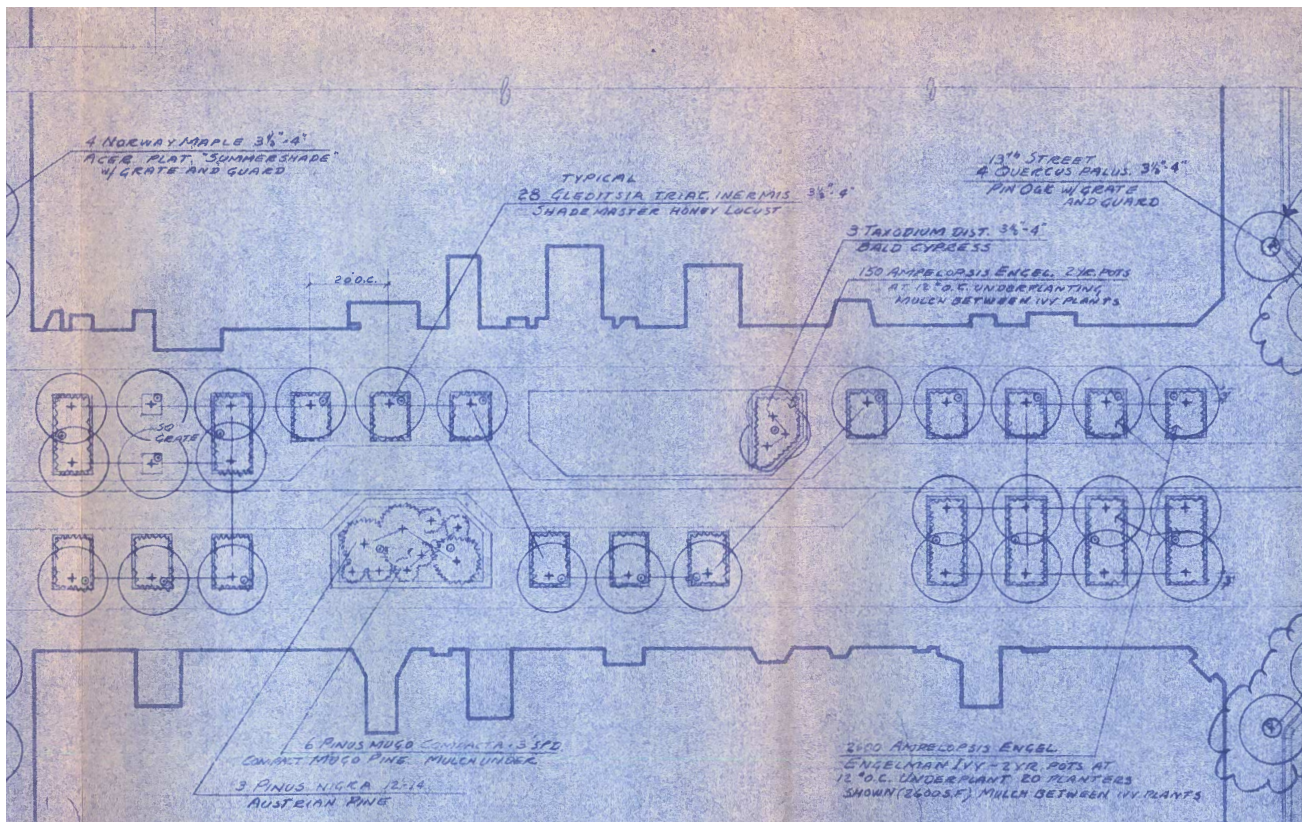 4 NORWAY MAPLE 3½"-4"
ACER PLAT. "SUMMERSHADE"
W/ GRATE AND GUARD
TYPICAL
28 GLEDITSIA TRIAC. INERMIS 3½"-4"
SHADEMASTER HONEY LOCUST
13TH STREET
4 QUERCUS PALUS. 3½"-4"
PIN OAK W/ GRATE
AND GUARD
3 TAXODIUM DIST. 3½"-4"
BALD CYPRESS
150 AMPELOPSIS ENGEL. 2YR. POTS
AT 12" O.C. UNDERPLANTING
MULCH BETWEEN IVY PLANTS
20' O.C.
SQ
GRATE
6 PINUS MUGO COMPACTA - 3' SPD.
COMPACT MUGO PINE MULCH UNDER
3 PINUS NIGRA 12-14
AUSTRIAN PINE
2600 AMPELOPSIS ENGEL.
ENGELMAN IVY - 2 YR. POTS AT
12" O.C. UNDERPLANT 20 PLANTERS
SHOWN (2600 S.F.) MULCH BETWEEN IVY PLANTS